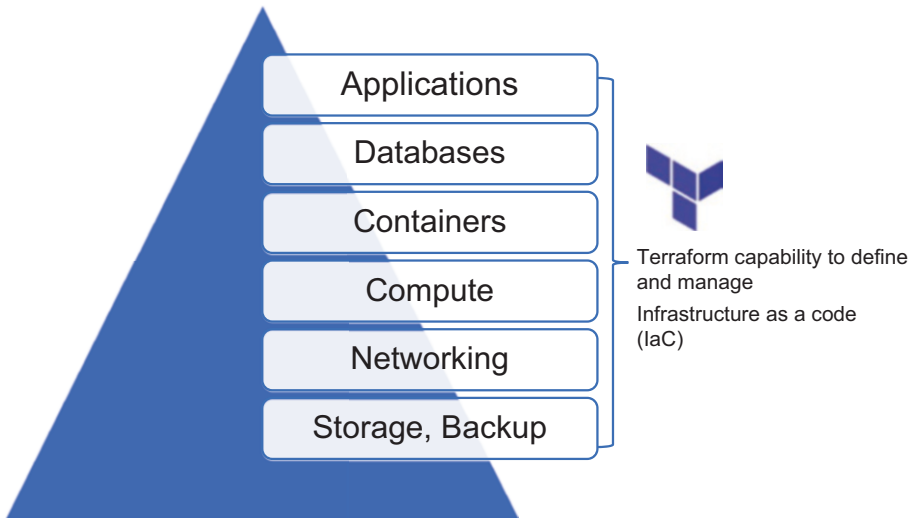 Applications
Databases
Containers
Compute
Networking
Storage, Backup
Terraform capability to define
and manage
Infrastructure as a code
(IaC)